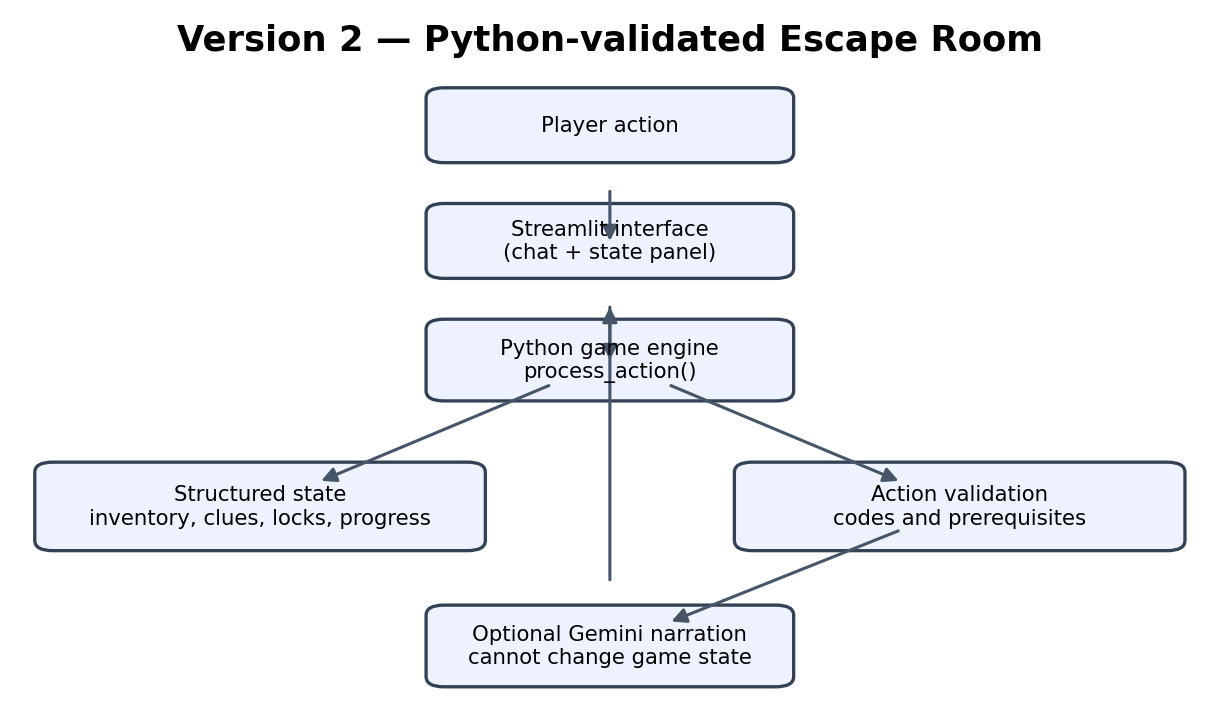 Version 2 — Python-validated Escape Room
Player action
Streamlit interface
(chat + state panel)
Python game engine
process_action()
Structured state
inventory, clues, locks, progress
Action validation
codes and prerequisites
Optional Gemini narration
cannot change game state